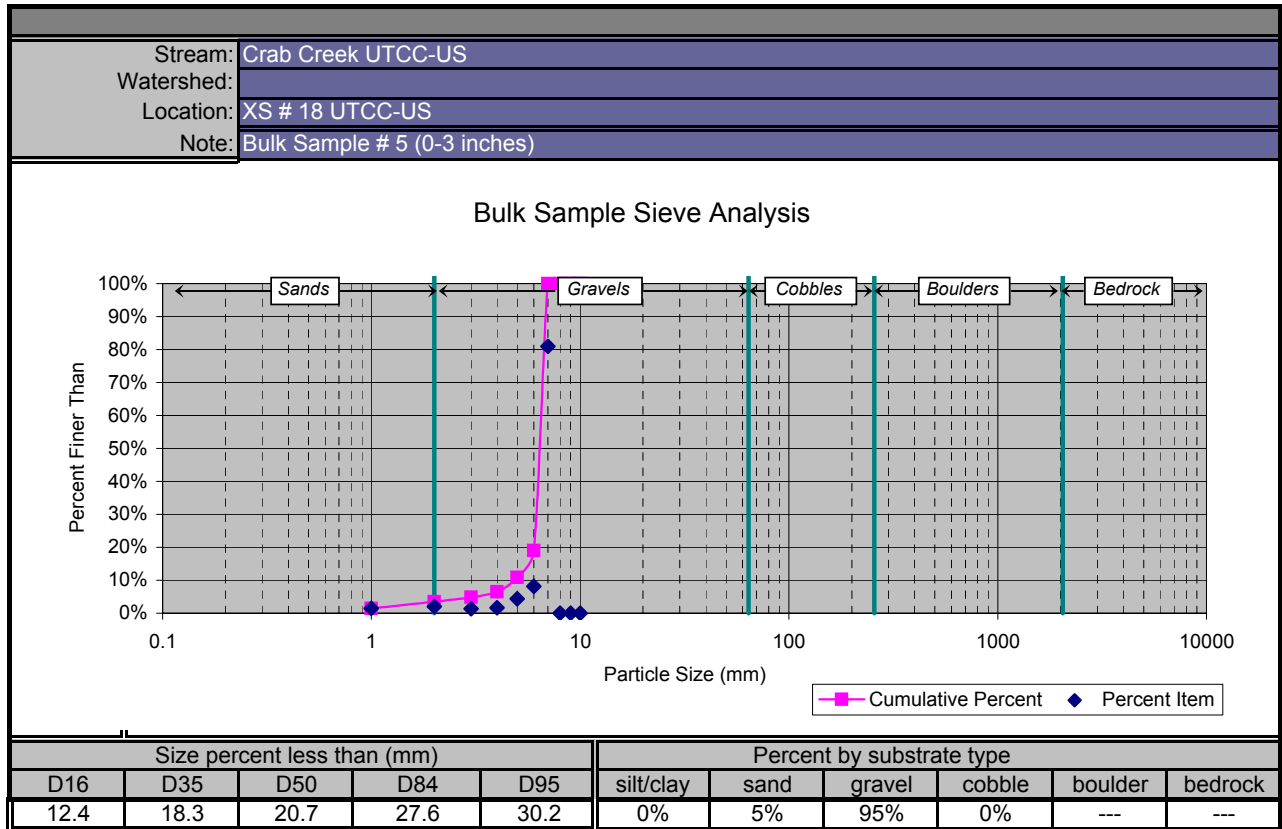 Stream: Crab Creek UTCC-US
Watershed:
Location: XS # 18 UTCC-US
Note: Bulk Sample # 5 (0-3 inches)
Bulk Sample Sieve Analysis
Percent Finer Than
100%
90%
80%
70%
60%
50%
40%
30%
20%
10%
0%
Sands Gravels Cobbles Boulders Bedrock
0.1 1 10 100 1000 10000
Particle Size (mm)
Cumulative Percent Percent Item
Size percent less than (mm) Percent by substrate type
D16 D35 D50 D84 D95 silt/clay sand gravel cobble boulder bedrock
12.4 18.3 20.7 27.6 30.2 0% 5% 95% 0% --- ---